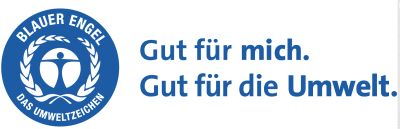 BLAUER ENGEL
DAS UMWELTZEICHEN
Gut für mich.
Gut für die Umwelt.